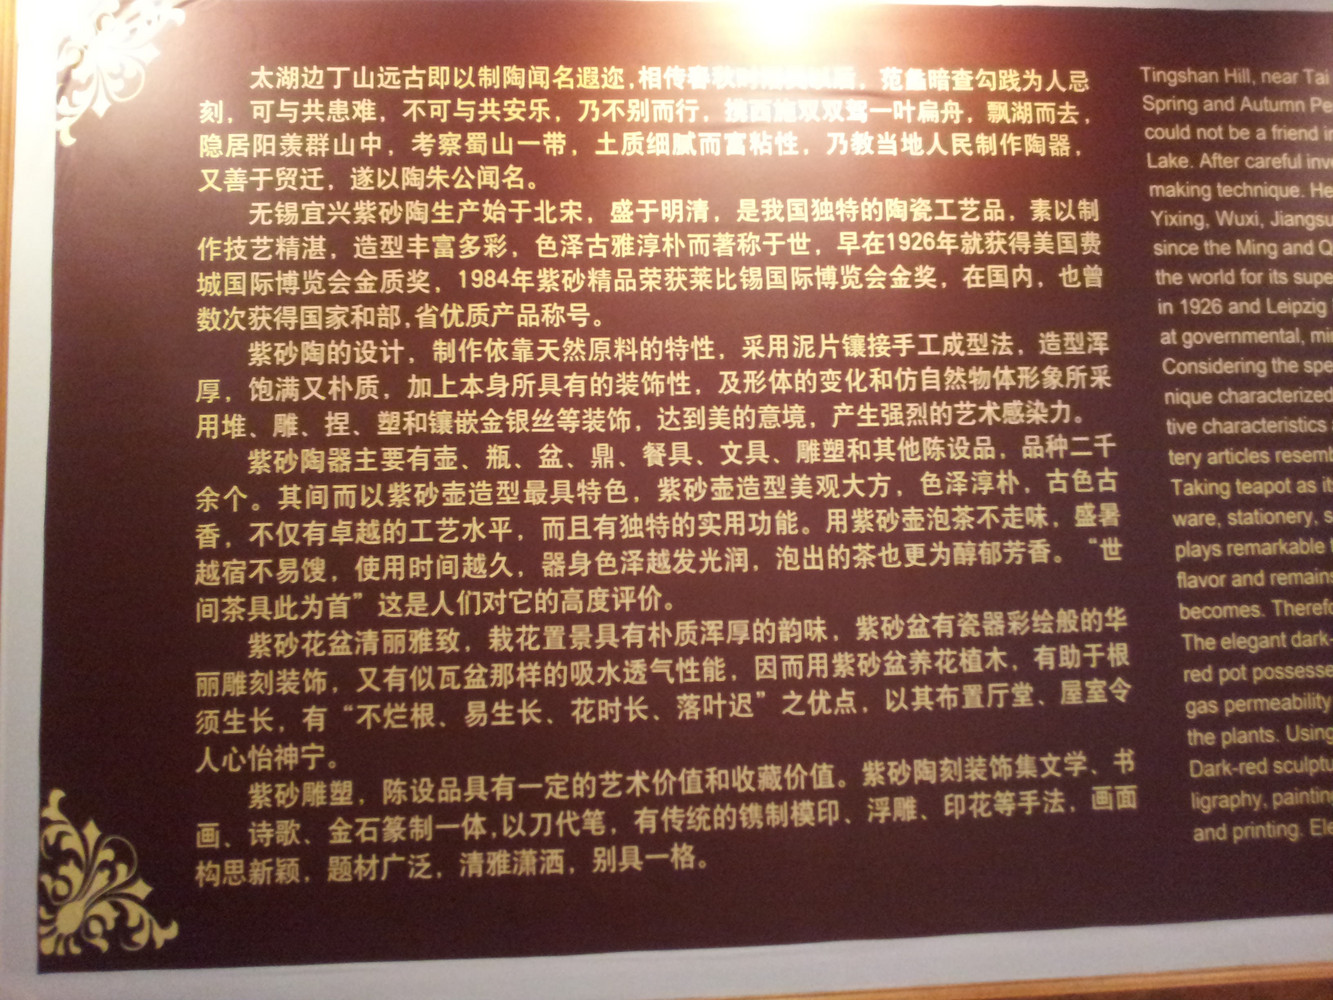 太湖边丁山远古即以制陶闻名遐迩,相传春秋时 ，范蠡暗查勾践为人忌
刻，可与共患难，不可与共安乐，乃不别而行，携西施双双驾一叶扁舟，飘湖而去，
隐居阳羡群山中，考察蜀山一带，土质细腻而富粘性，乃教当地人民制作陶器，
又善于贸迁，遂以陶朱公闻名。
无锡宜兴紫砂陶生产始于北宋，盛于明清，是我国独特的陶瓷工艺品，素以制
作技艺精湛，造型丰富多彩，色泽古雅淳朴而著称于世，早在1926年就获得美国费
城国际博览会金质奖，1984年紫砂精品荣获莱比锡国际博览会金奖，在国内，也曾
数次获得国家和部,省优质产品称号。
紫砂陶的设计，制作依靠天然原料的特性，采用泥片镶接手工成型法，造型浑
厚，饱满又朴质，加上本身所具有的装饰性，及形体的变化和仿自然物体形象所采
用堆、雕、捏、塑和镶嵌金银丝等装饰，达到美的意境，产生强烈的艺术感染力。
紫砂陶器主要有壶、瓶、盆、鼎、餐具、文具、雕塑和其他陈设品，品种二千
余个。其间而以紫砂壶造型最具特色，紫砂壶造型美观大方，色泽淳朴，古色古
香，不仅有卓越的工艺水平，而且有独特的实用功能。用紫砂壶泡茶不走味，盛暑
越宿不易馊，使用时间越久，器身色泽越发光润，泡出的茶也更为醇郁芳香。“世
间茶具此为首”这是人们对它的高度评价。
紫砂花盆清丽雅致，栽花置景具有朴质浑厚的韵味，紫砂盆有瓷器彩绘般的华
丽雕刻装饰，又有似瓦盆那样的吸水透气性能，因而用紫砂盆养花植木，有助于根
须生长，有“不烂根、易生长、花时长、落叶迟”之优点，以其布置厅堂、屋室令
人心怡神宁。
紫砂雕塑，陈设品具有一定的艺术价值和收藏价值。紫砂陶刻装饰集文学、书
画、诗歌、金石篆制一体,以刀代笔，有传统的镌制模印、浮雕、印花等手法，画面
构思新颖，题材广泛，清雅潇洒，别具一格。
Tingshan Hill, near Tai
Spring and Autumn Pe
could not be a friend in
Lake. After careful inv
making technique. He
Yixing, Wuxi, Jiangsu
since the Ming and Q
the world for its supe
in 1926 and Leipzig
at governmental, mi
Considering the spe
nique characterized
tive characteristics
tery articles resemb
Taking teapot as it
ware, stationery, s
plays remarkable
flavor and remain
becomes. Therefo
The elegant dark-
red pot possesse
gas permeability
the plants. Using
Dark-red sculptu
ligraphy, painting
and printing. Ele